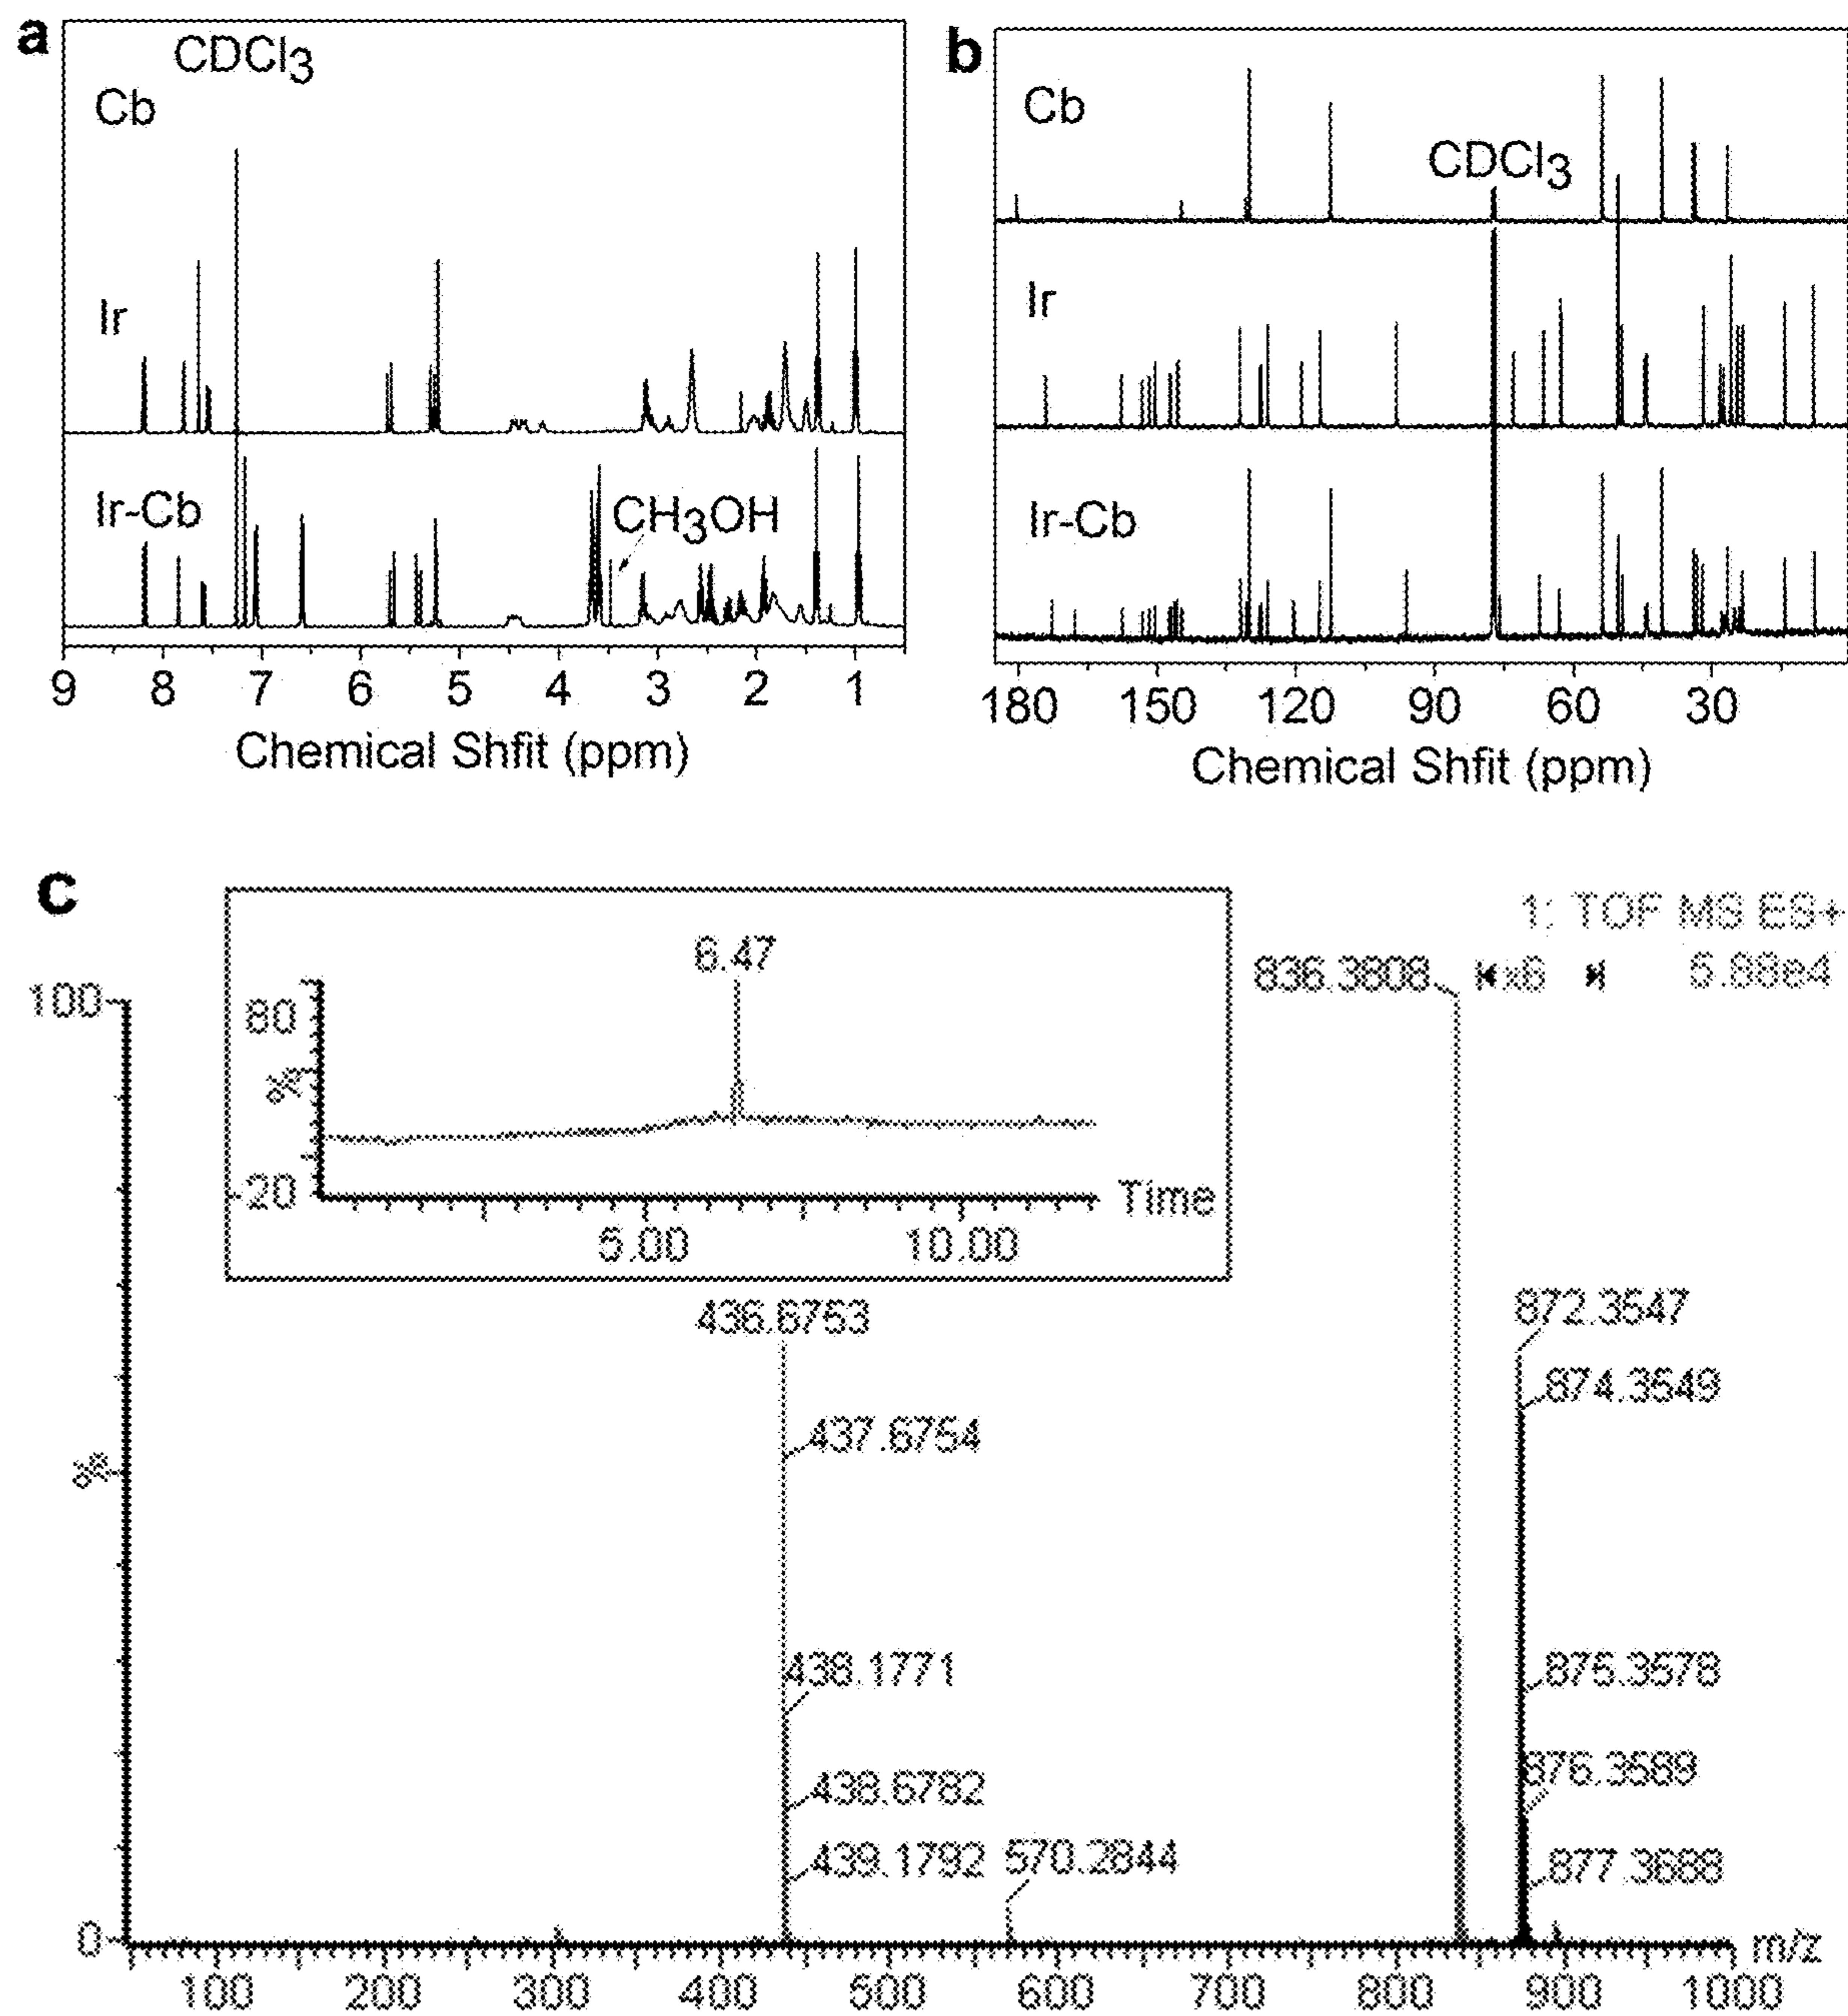 a
CDCl3
Cb
Ir
Ir-Cb
CH3OH
9 8 7 6 5 4 3 2 1
Chemical Shfit (ppm)
b
Cb
CDCl3
Ir
Ir-Cb
180 150 120 90 60 30
Chemical Shfit (ppm)
c
1: TOF MS ES+
836.3808 x6 5.88e4
100
%
0
6.47
80
%
-20
5.00 10.00
Time
436.6753
437.6754
438.1771
438.6782
439.1792
570.2844
872.3547
874.3549
875.3578
876.3589
877.3688
100 200 300 400 500 600 700 800 900 1000
m/z